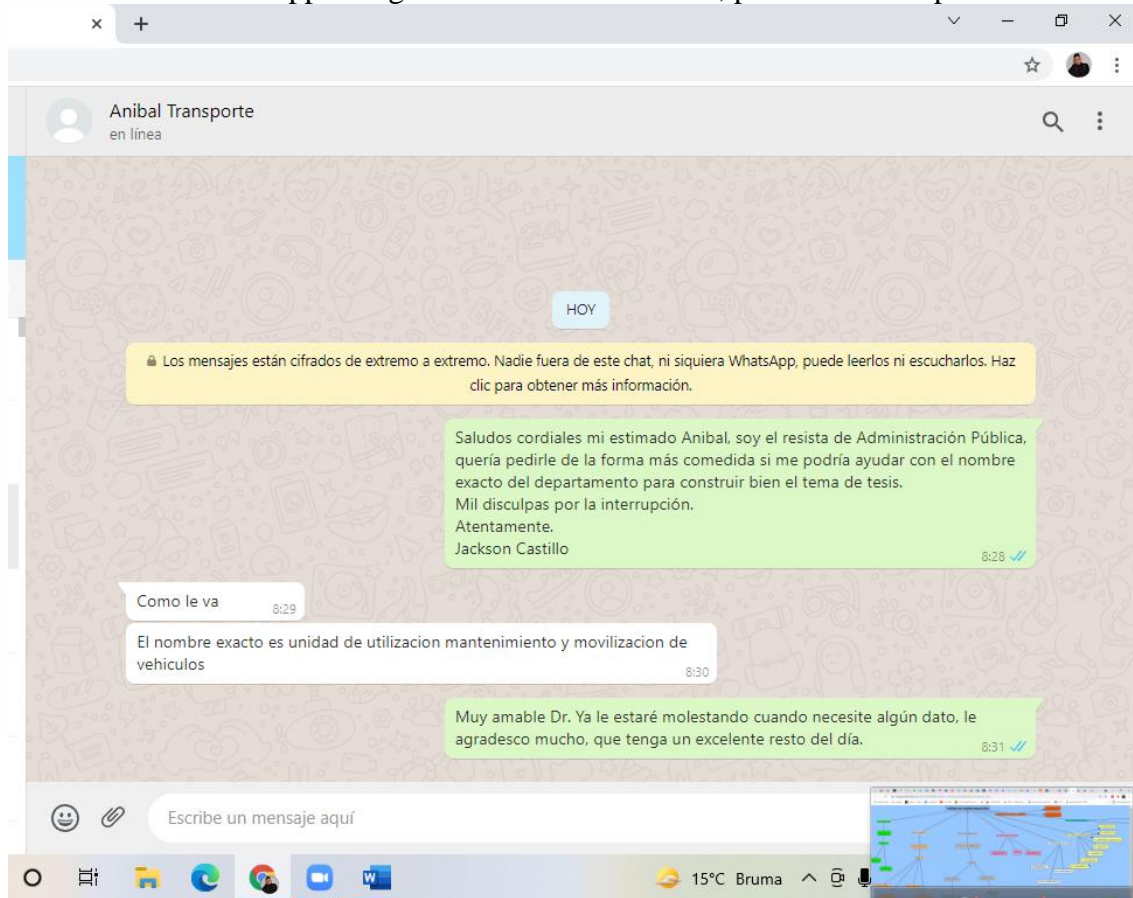 Anibal Transporte
en línea
HOY
Los mensajes están cifrados de extremo a extremo. Nadie fuera de este chat, ni siquiera WhatsApp, puede leerlos ni escucharlos. Haz
clic para obtener más información.
Saludos cordiales mi estimado Anibal, soy el resista de Administración Pública,
quería pedirle de la forma más comedida si me podría ayudar con el nombre
exacto del departamento para construir bien el tema de tesis.
Mil disculpas por la interrupción.
Atentamente.
Jackson Castillo
8:28
Como le va
8:29
El nombre exacto es unidad de utilizacion mantenimiento y movilizacion de
vehiculos
8:30
Muy amable Dr. Ya le estaré molestando cuando necesite algún dato, le
agradesco mucho, que tenga un excelente resto del día.
8:31
Escribe un mensaje aquí
15°C Bruma